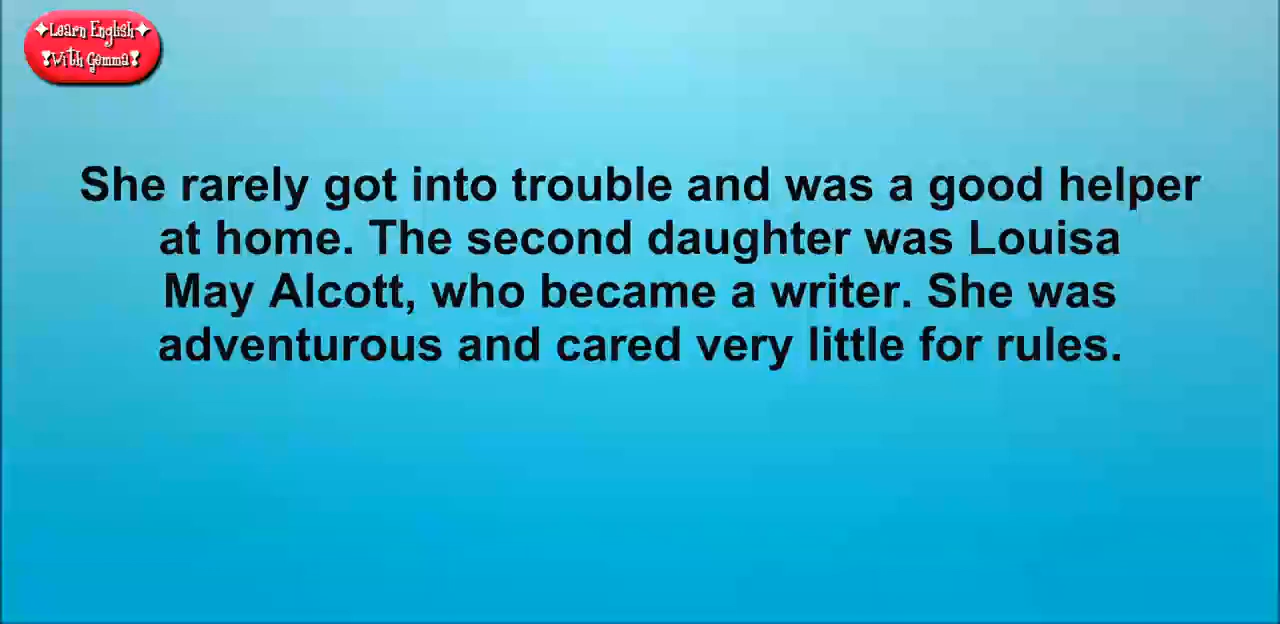 ✦Learn English✦
❣With Gemma❣
She rarely got into trouble and was a good helper
at home. The second daughter was Louisa
May Alcott, who became a writer. She was
adventurous and cared very little for rules.